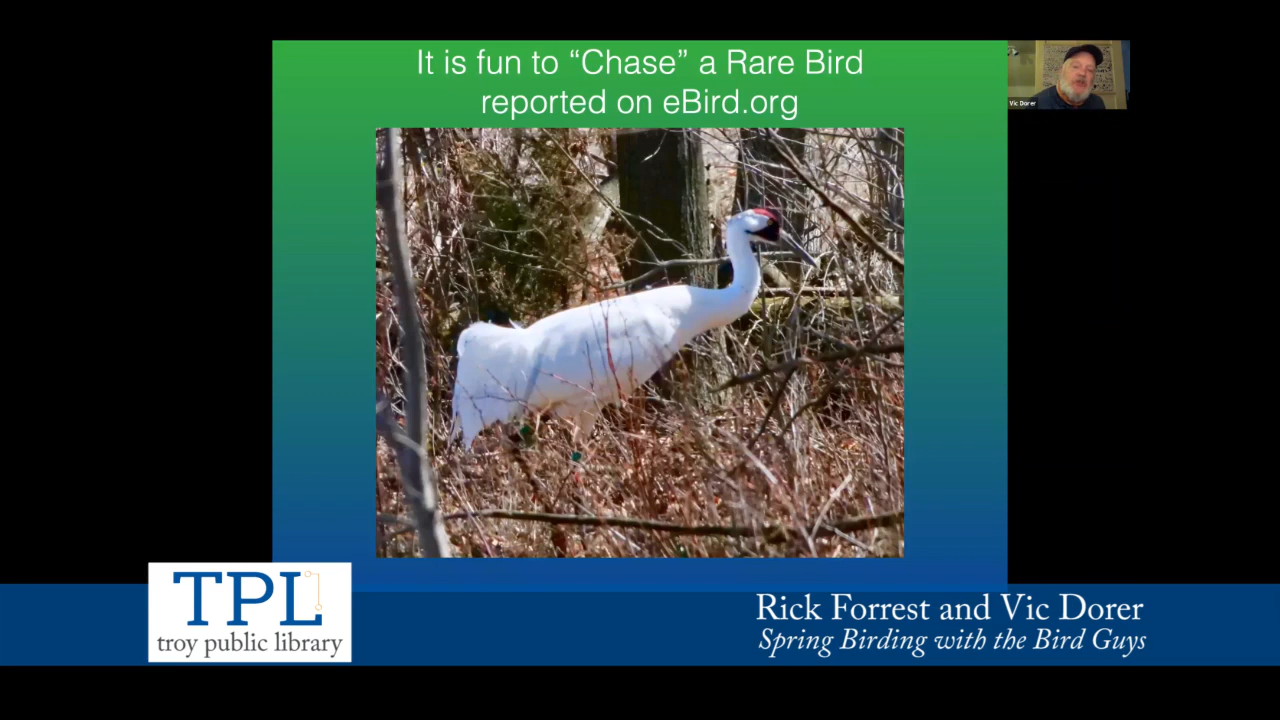 It is fun to “Chase” a Rare Bird
reported on eBird.org
Vic Dorer
TPL
troy public library
Rick Forrest and Vic Dorer
Spring Birding with the Bird Guys